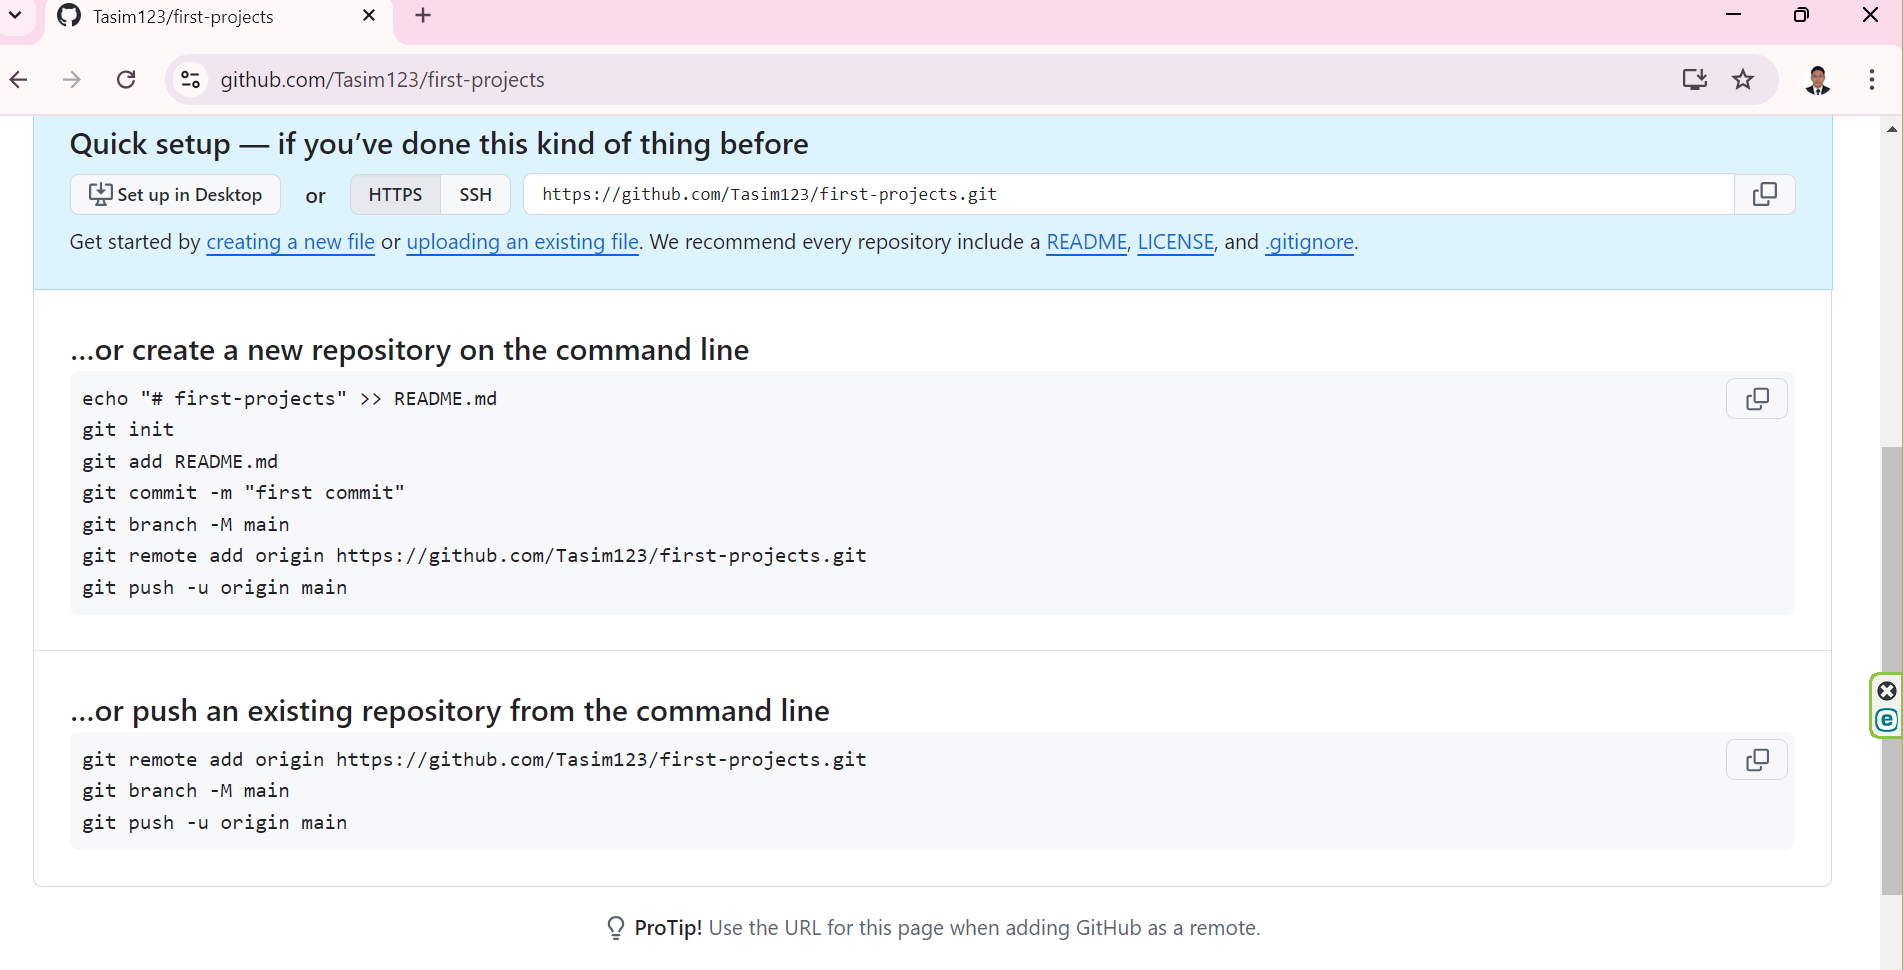 Tasim123/first-projects
github.com/Tasim123/first-projects
Quick setup — if you’ve done this kind of thing before
Set up in Desktop or HTTPS SSH https://github.com/Tasim123/first-projects.git
Get started by creating a new file or uploading an existing file. We recommend every repository include a README, LICENSE, and .gitignore.
…or create a new repository on the command line
echo "# first-projects" >> README.md
git init
git add README.md
git commit -m "first commit"
git branch -M main
git remote add origin https://github.com/Tasim123/first-projects.git
git push -u origin main
…or push an existing repository from the command line
git remote add origin https://github.com/Tasim123/first-projects.git
git branch -M main
git push -u origin main
ProTip! Use the URL for this page when adding GitHub as a remote.